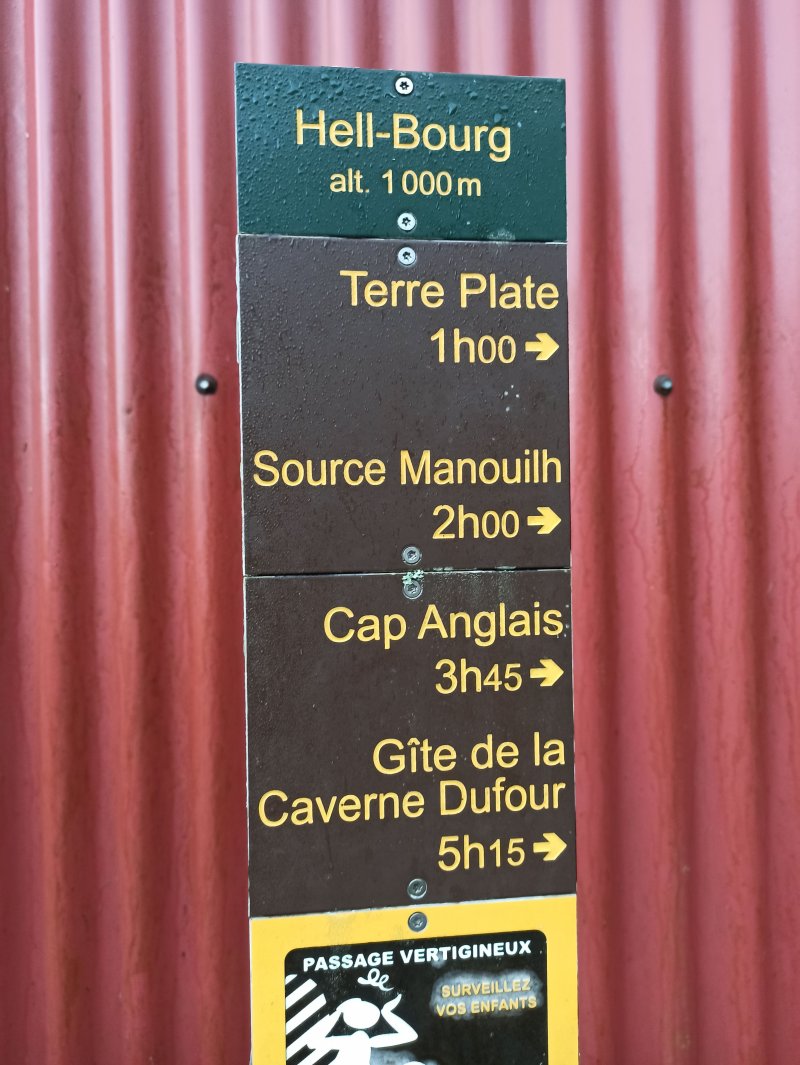 Hell-Bourg
alt. 1000 m
Terre Plate
1h00
Source Manouilh
2h00
Cap Anglais
3h45
Gîte de la
Caverne Dufour
5h15
PASSAGE VERTIGINEUX
SURVEILLEZ
VOS ENFANTS